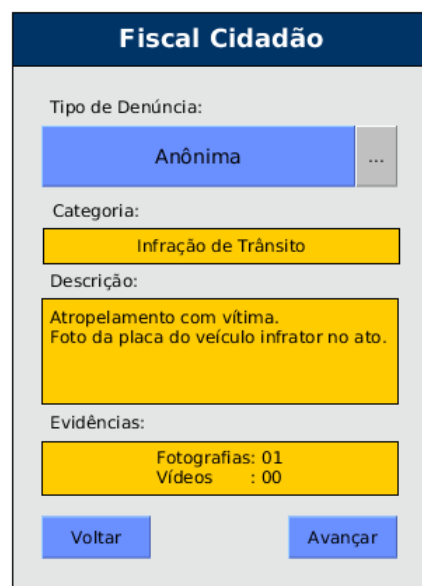 Fiscal Cidadão
Tipo de Denúncia:
Anônima
...
Categoria:
Infração de Trânsito
Descrição:
Atropelamento com vítima.
Foto da placa do veículo infrator no ato.
Evidências:
Fotografias: 01
Vídeos : 00
Voltar
Avançar